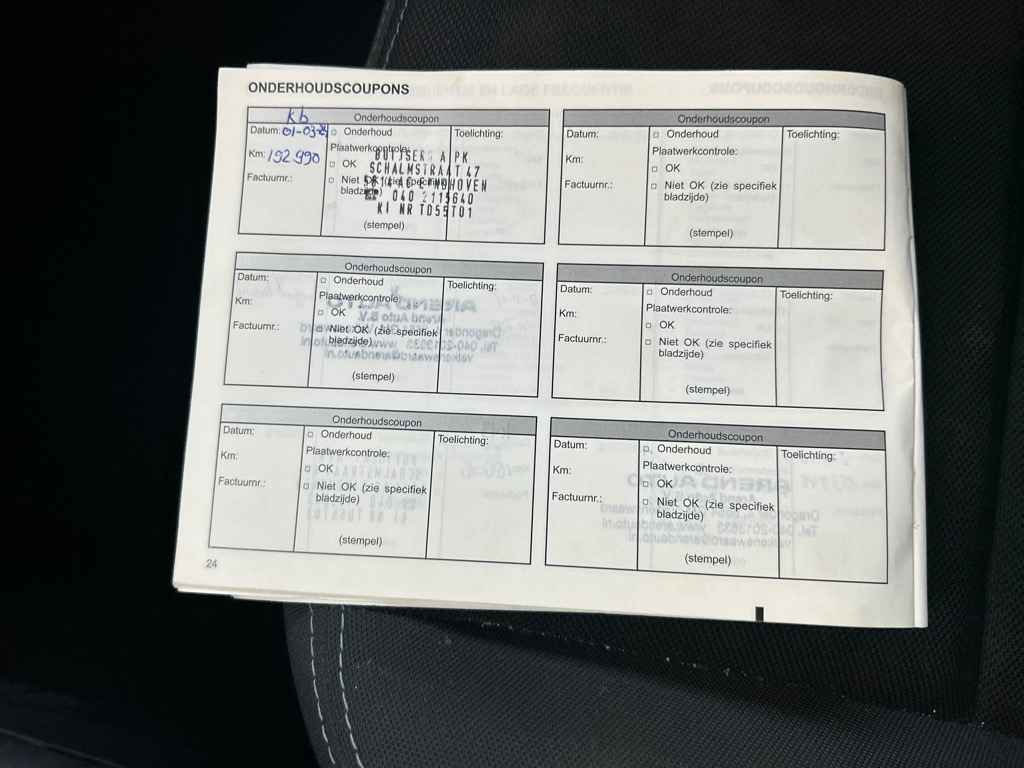 ONDERHOUDSCOUPONS
kb
Onderhoudscoupon
Datum: 01-03-24
Km: 192.990
Factuurnr.:
□ Onderhoud
Plaatwerkcontrole:
□ OK
□ Niet OK (zie specifiek
bladzijde)
SCHALMSTRAAT 47
EINDHOVEN
040 2113640
KI NR T055T01
(stempel)
Toelichting:
Onderhoudscoupon
Datum:
Km:
Factuurnr.:
□ Onderhoud
Plaatwerkcontrole:
□ OK
□ Niet OK (zie specifiek
bladzijde)
(stempel)
Toelichting:
Onderhoudscoupon
Datum:
Km:
Factuurnr.:
□ Onderhoud
Plaatwerkcontrole:
□ OK
□ Niet OK (zie specifiek
bladzijde)
(stempel)
Toelichting:
Onderhoudscoupon
Datum:
Km:
Factuurnr.:
□ Onderhoud
Plaatwerkcontrole:
□ OK
□ Niet OK (zie specifiek
bladzijde)
(stempel)
Toelichting:
Onderhoudscoupon
Datum:
Km:
Factuurnr.:
□ Onderhoud
Plaatwerkcontrole:
□ OK
□ Niet OK (zie specifiek
bladzijde)
(stempel)
Toelichting:
Onderhoudscoupon
Datum:
Km:
Factuurnr.:
□ Onderhoud
Plaatwerkcontrole:
□ OK
□ Niet OK (zie specifiek
bladzijde)
(stempel)
Toelichting:
24